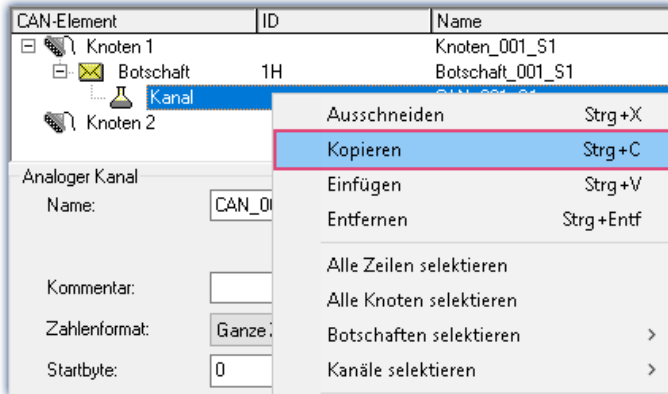 CAN-Element ID Name
Knoten 1 Knoten_001_S1
Botschaft 1H Botschaft_001_S1
Kanal
Knoten 2
Ausschneiden Strg+X
Kopieren Strg+C
Einfügen Strg+V
Entfernen Strg+Entf
Alle Zeilen selektieren
Alle Knoten selektieren
Botschaften selektieren
Kanäle selektieren
Analoger Kanal
Name: CAN_0
Kommentar:
Zahlenformat: Ganze
Startbyte: 0